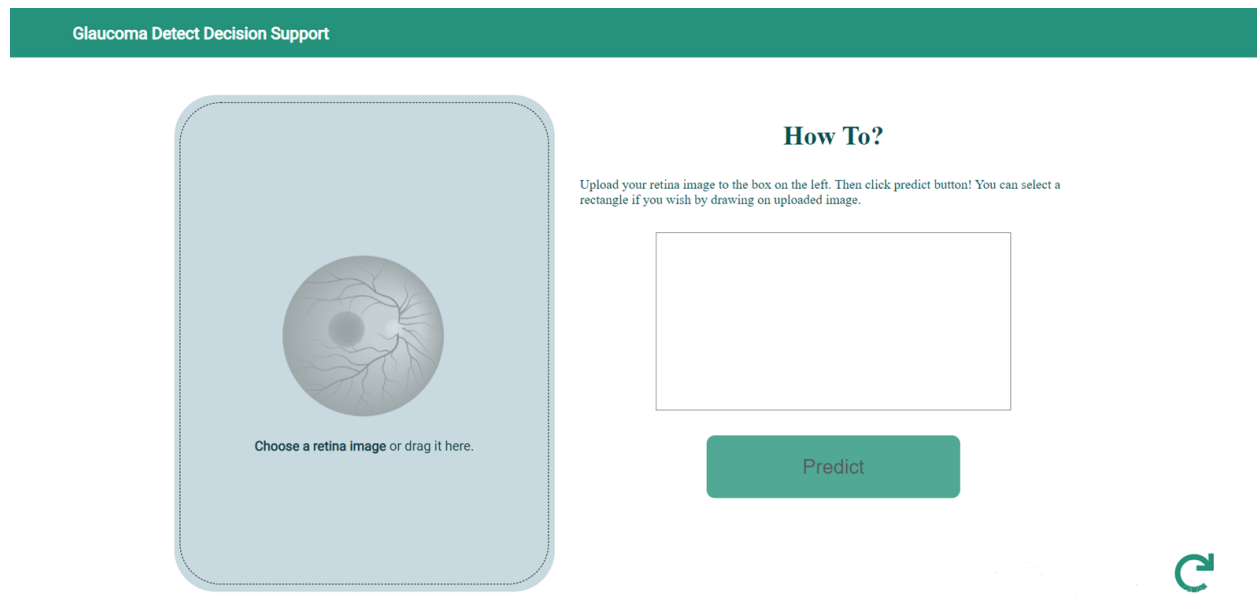 Glaucoma Detect Decision Support
How To?
Upload your retina image to the box on the left. Then click predict button! You can select a
rectangle if you wish by drawing on uploaded image.
Choose a retina image or drag it here.
Predict